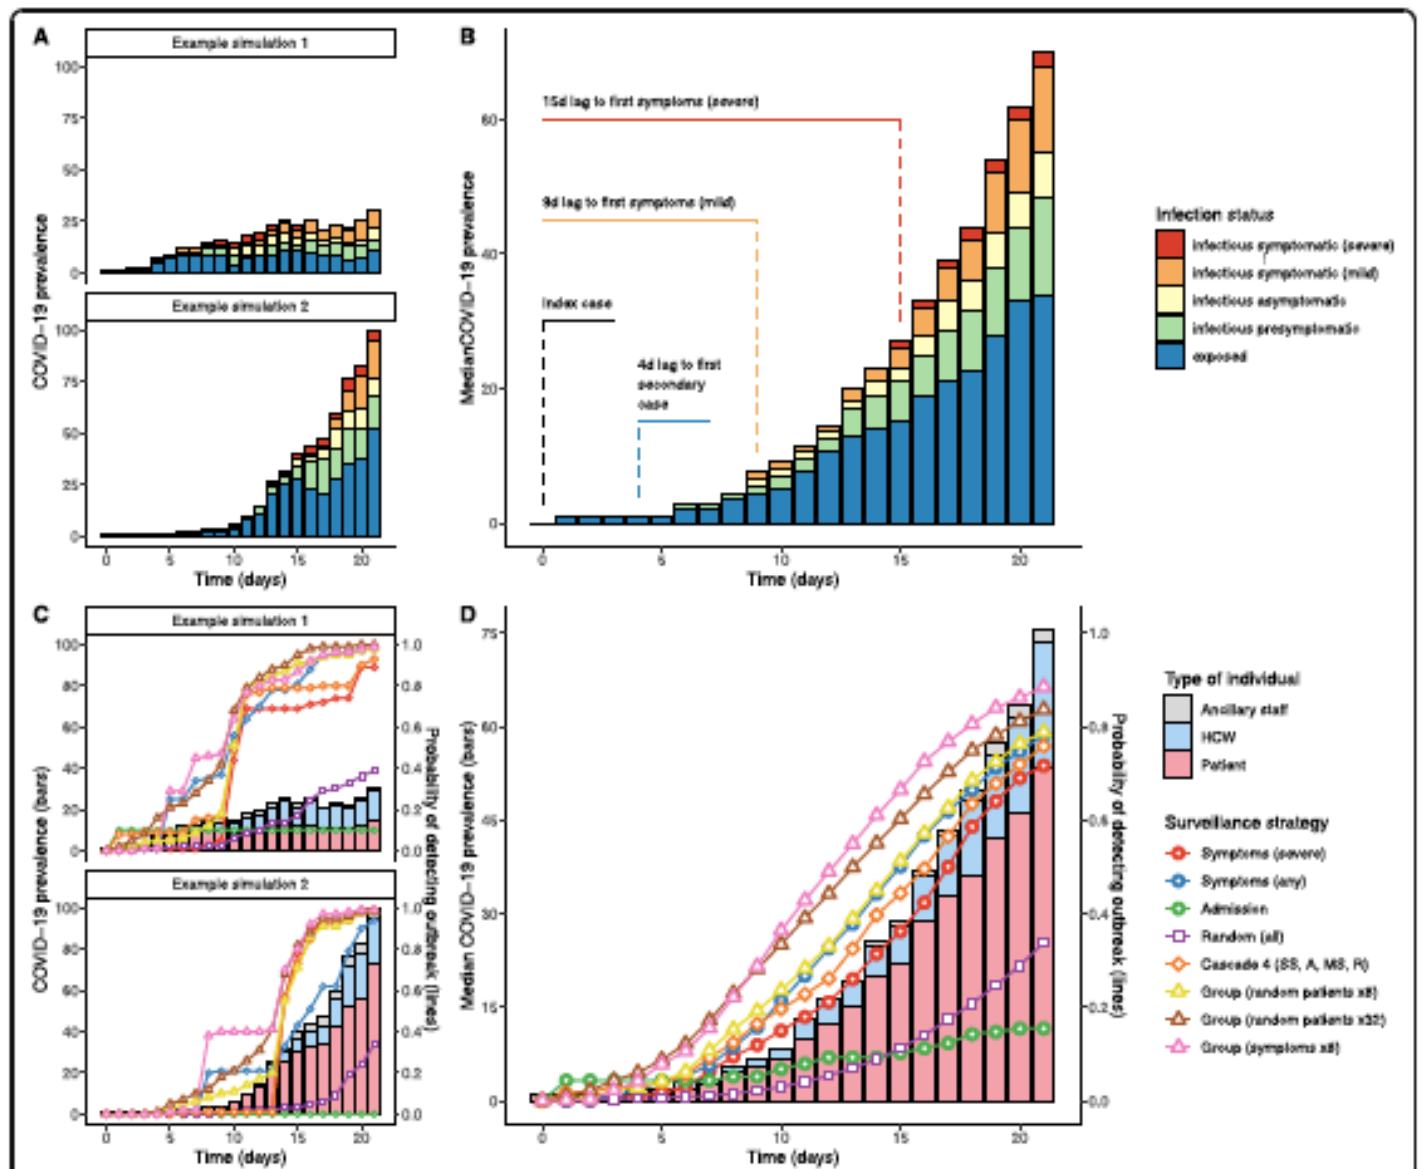 A
Example simulation 1
100
75
50
25
0
Example simulation 2
100
75
50
25
0
COVID–19 prevalence
0 5 10 15 20
Time (days)
B
15d lag to first symptoms (severe)
9d lag to first symptoms (mild)
Index case
4d lag to first
secondary
case
60
40
20
0
MedianCOVID–19 prevalence
0 5 10 15 20
Time (days)
Infection status
infectious symptomatic (severe)
infectious symptomatic (mild)
infectious asymptomatic
infectious presymptomatic
exposed
C
Example simulation 1
100
80
60
40
20
0
1.0
0.8
0.6
0.4
0.2
0.0
Example simulation 2
100
80
60
40
20
0
1.0
0.8
0.6
0.4
0.2
0.0
COVID–19 prevalence (bars)
Probability of detecting outbreak (lines)
0 5 10 15 20
Time (days)
D
75
60
45
30
15
0
Median COVID–19 prevalence (bars)
1.0
0.8
0.6
0.4
0.2
0.0
Probability of detecting outbreak (lines)
0 5 10 15 20
Time (days)
Type of individual
Ancillary staff
HCW
Patient
Surveillance strategy
Symptoms (severe)
Symptoms (any)
Admission
Random (all)
Cascade 4 (SS, A, MS, R)
Group (random patients x8)
Group (random patients x32)
Group (symptoms x8)